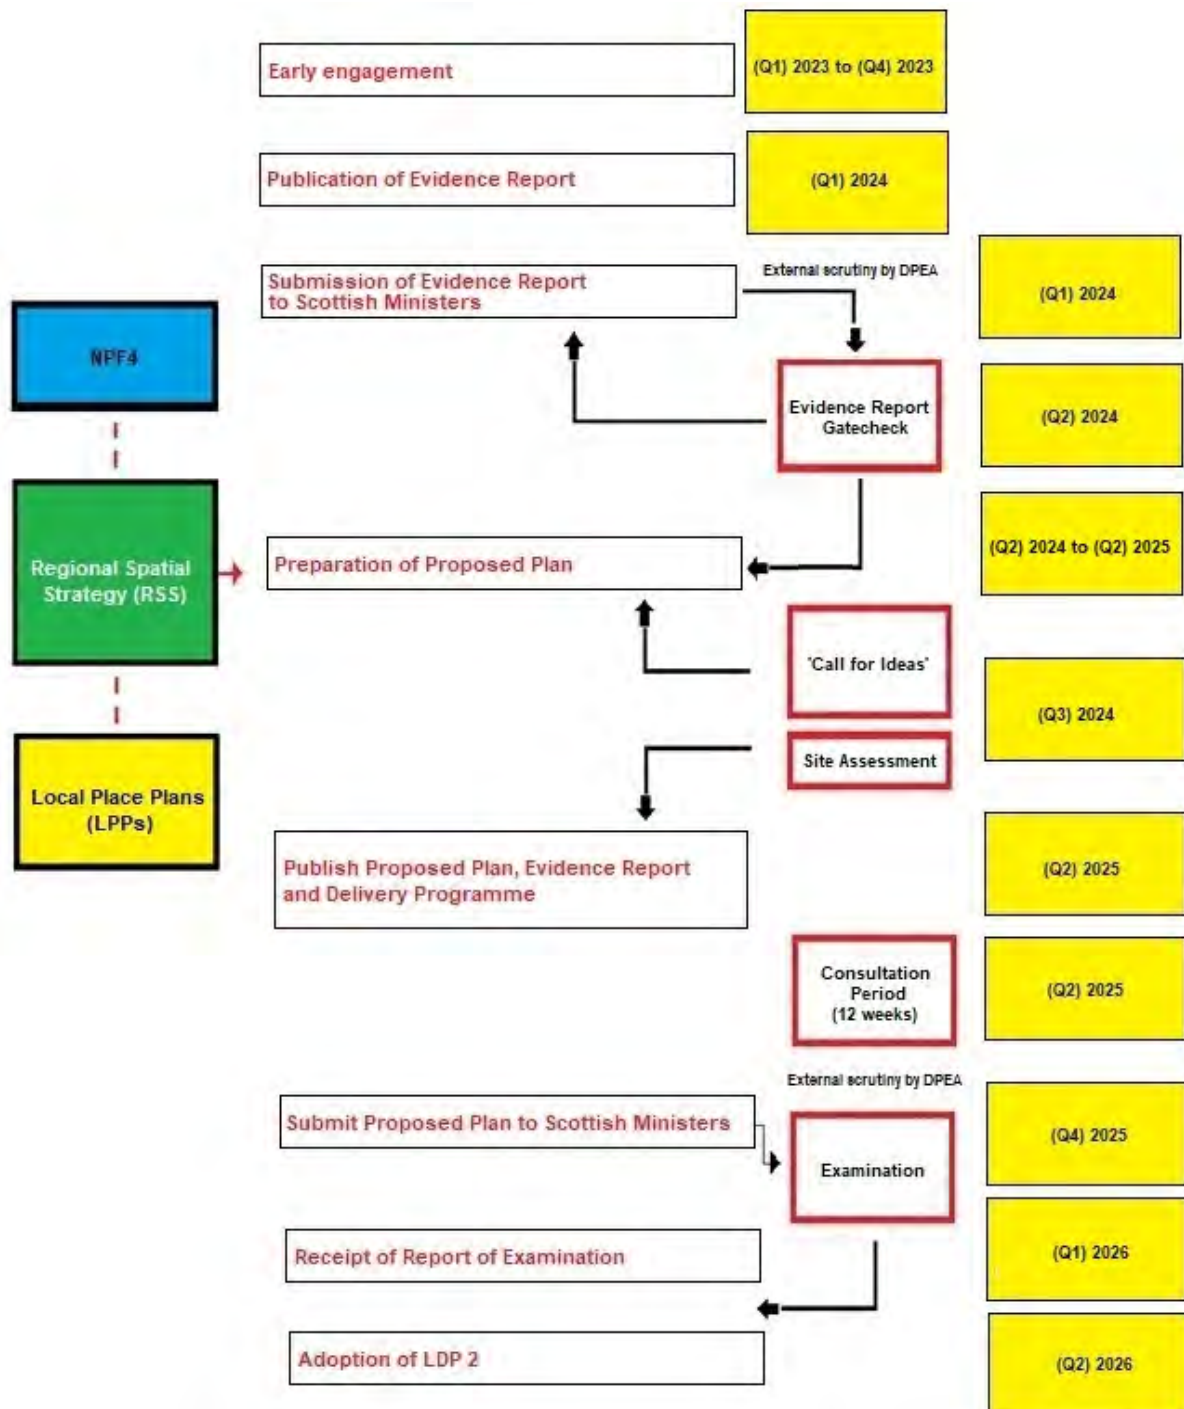 Early engagement
(Q1) 2023 to (Q4) 2023
Publication of Evidence Report
(Q1) 2024
Submission of Evidence Report
to Scottish Ministers
External scrutiny by DPEA
(Q1) 2024
NPF4
Evidence Report
Gatecheck
(Q2) 2024
Regional Spatial
Strategy (RSS)
Preparation of Proposed Plan
(Q2) 2024 to (Q2) 2025
'Call for Ideas'
(Q3) 2024
Site Assessment
Local Place Plans
(LPPs)
Publish Proposed Plan, Evidence Report
and Delivery Programme
(Q2) 2025
Consultation
Period
(12 weeks)
(Q2) 2025
External scrutiny by DPEA
Submit Proposed Plan to Scottish Ministers
Examination
(Q4) 2025
Receipt of Report of Examination
(Q1) 2026
Adoption of LDP 2
(Q2) 2026